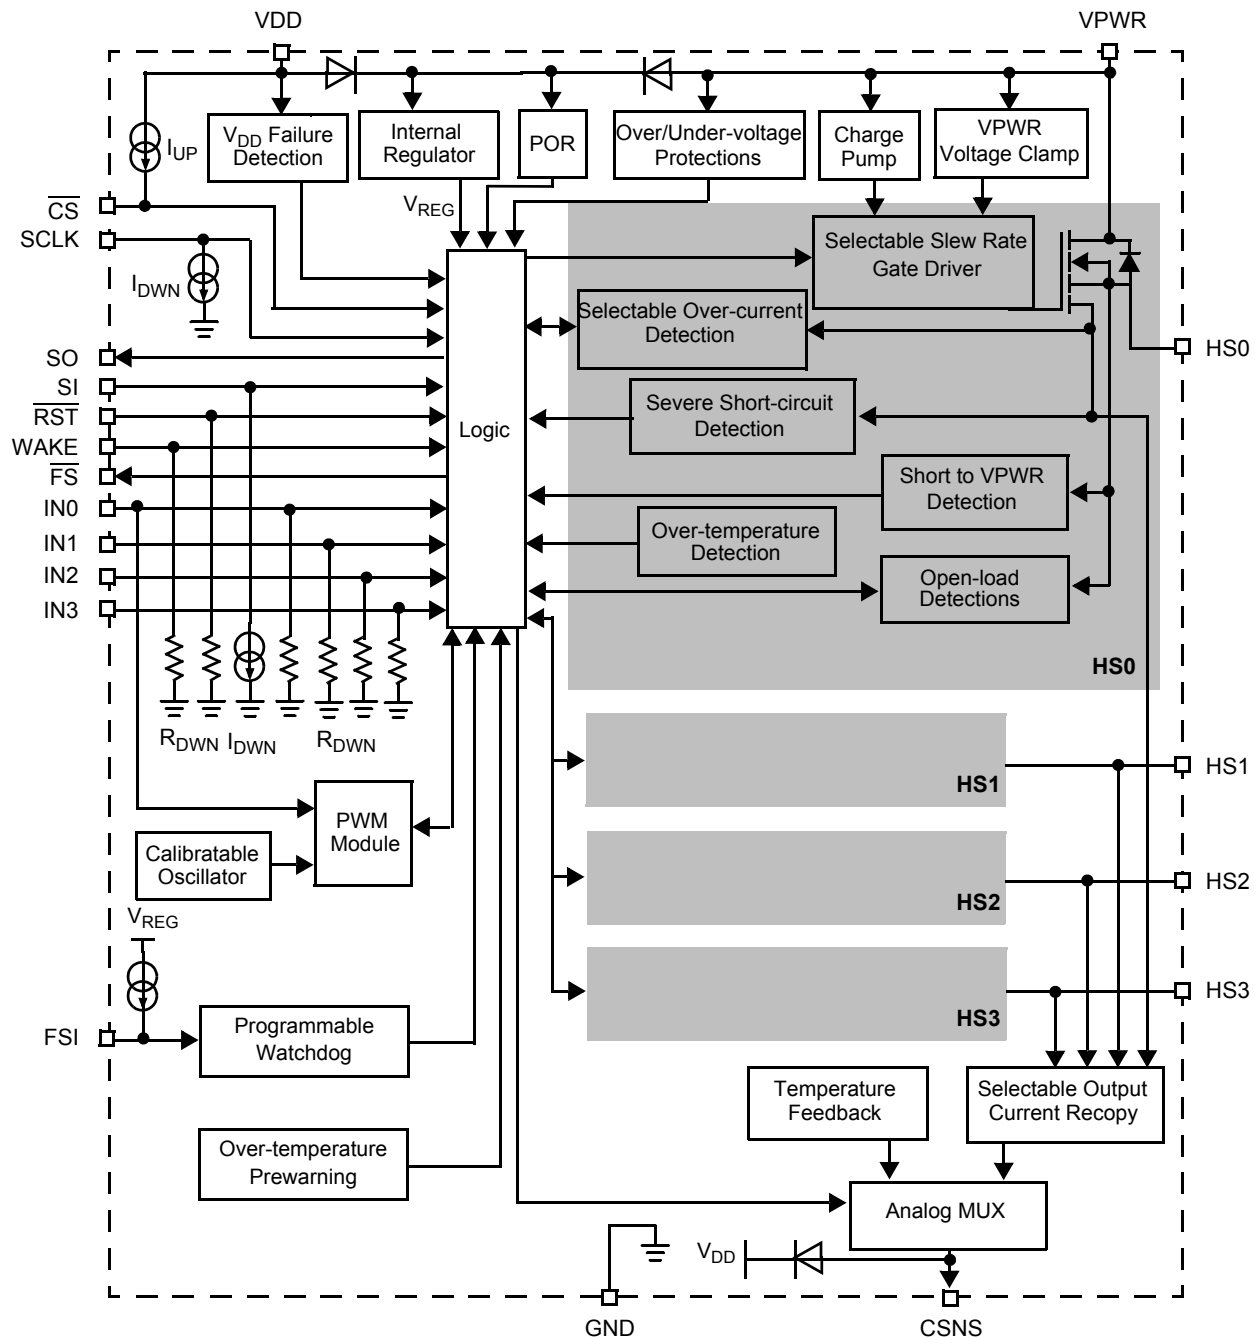 VDD
VPWR
VDD Failure
Detection
Internal
Regulator
POR
Over/Under-voltage
Protections
Charge
Pump
VPWR
Voltage Clamp
IUP
VREG
CS
SCLK
IDWN
SO
SI
RST
WAKE
FS
IN0
IN1
IN2
IN3
Logic
Selectable Slew Rate
Gate Driver
Selectable Over-current
Detection
Severe Short-circuit
Detection
Short to VPWR
Detection
Over-temperature
Detection
Open-load
Detections
HS0
HS0
RDWN
IDWN
RDWN
HS1
HS1
PWM
Module
Calibratable
Oscillator
HS2
HS2
VREG
HS3
HS3
FSI
Programmable
Watchdog
Temperature
Feedback
Selectable Output
Current Recopy
Over-temperature
Prewarning
Analog MUX
VDD
GND
CSNS